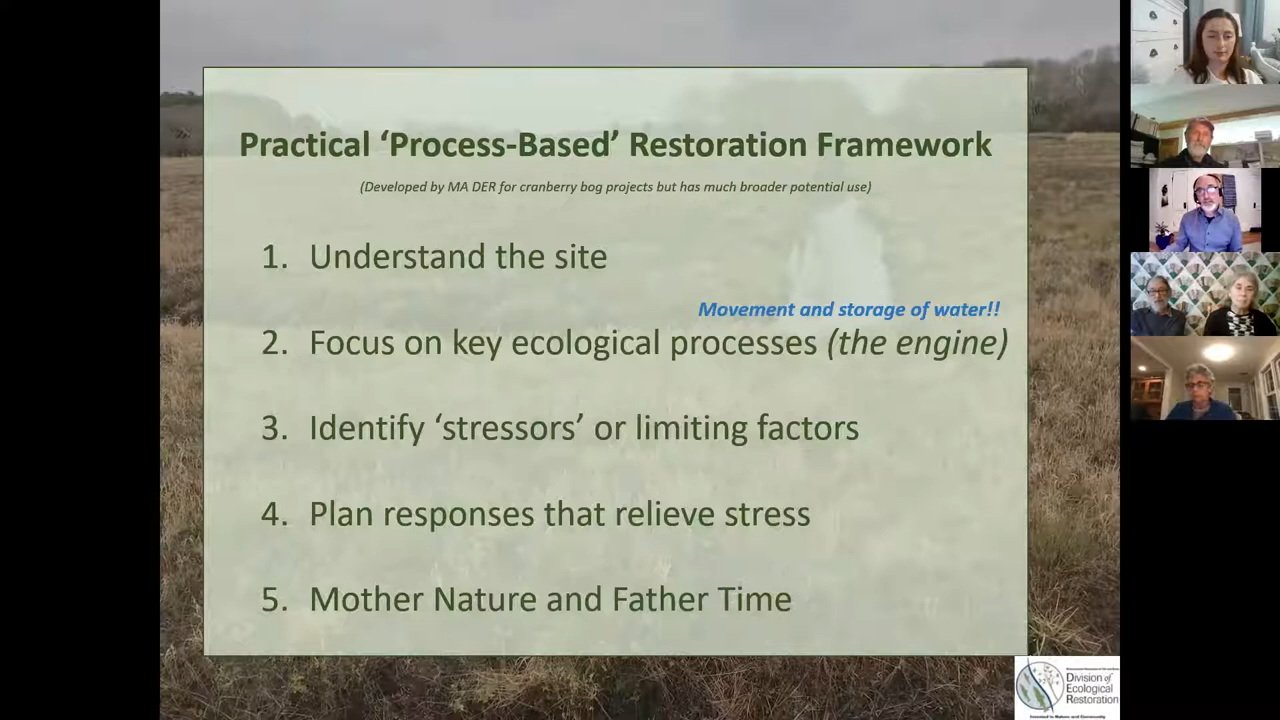 Practical ‘Process-Based’ Restoration Framework
(Developed by MA DER for cranberry bog projects but has much broader potential use)
1. Understand the site
Movement and storage of water!!
2. Focus on key ecological processes (the engine)
3. Identify ‘stressors’ or limiting factors
4. Plan responses that relieve stress
5. Mother Nature and Father Time
Division of
Ecological
Restoration